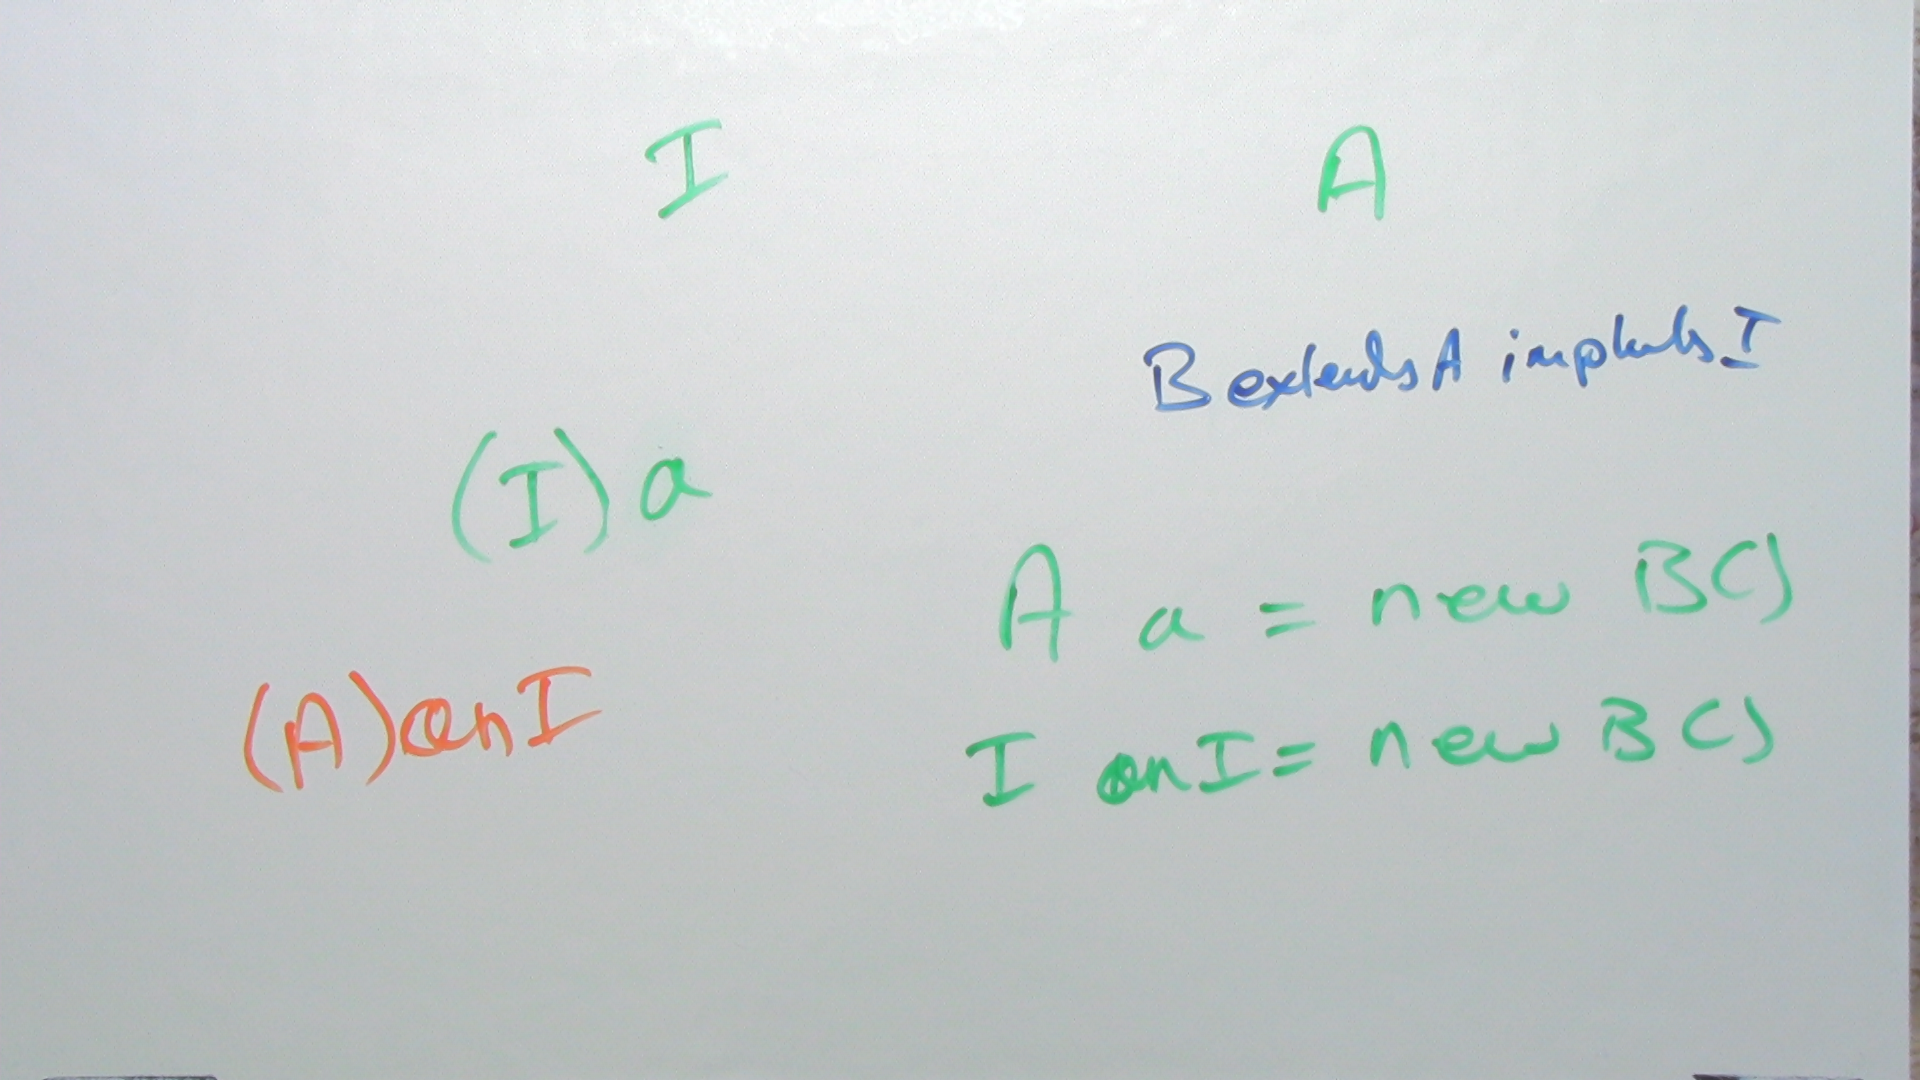 I A
B extends A implmts I
(I) a
A a = new B()
(A) anI
I anI = new B()